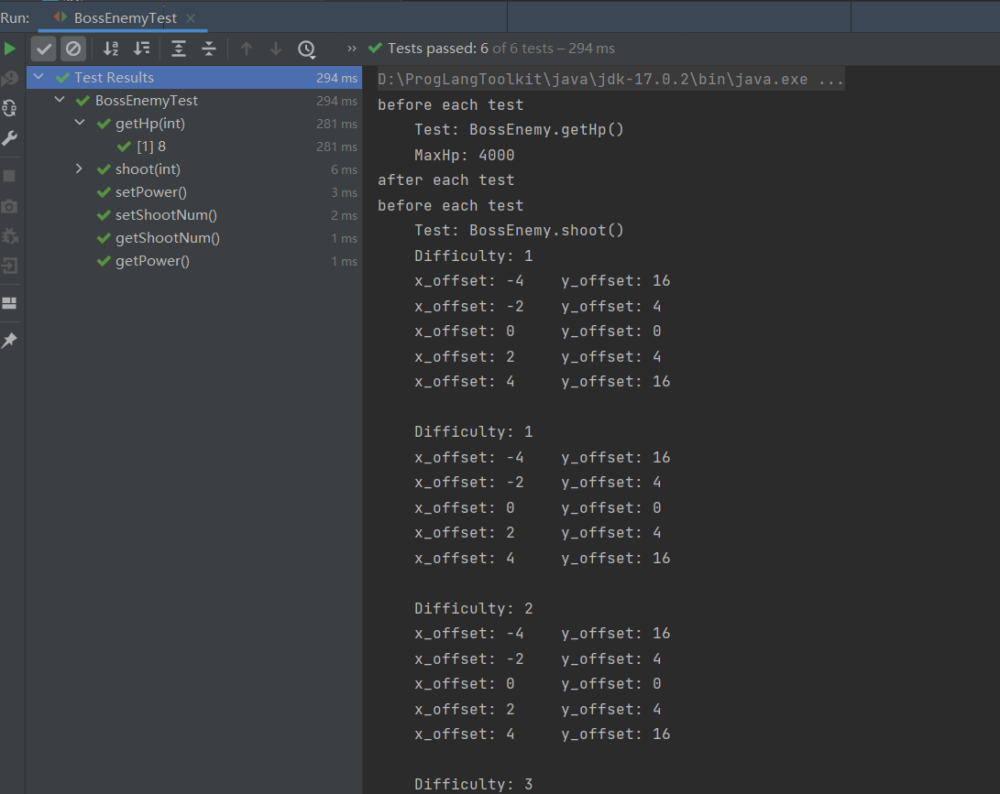 Run: BossEnemyTest
Tests passed: 6 of 6 tests – 294 ms
Test Results 294 ms
BossEnemyTest 294 ms
getHp(int) 281 ms
[1] 8 281 ms
shoot(int) 6 ms
setPower() 3 ms
setShootNum() 2 ms
getShootNum() 1 ms
getPower() 1 ms
D:\ProgLangToolkit\java\jdk-17.0.2\bin\java.exe ...
before each test
Test: BossEnemy.getHp()
MaxHp: 4000
after each test
before each test
Test: BossEnemy.shoot()
Difficulty: 1
x_offset: -4 y_offset: 16
x_offset: -2 y_offset: 4
x_offset: 0 y_offset: 0
x_offset: 2 y_offset: 4
x_offset: 4 y_offset: 16
Difficulty: 1
x_offset: -4 y_offset: 16
x_offset: -2 y_offset: 4
x_offset: 0 y_offset: 0
x_offset: 2 y_offset: 4
x_offset: 4 y_offset: 16
Difficulty: 2
x_offset: -4 y_offset: 16
x_offset: -2 y_offset: 4
x_offset: 0 y_offset: 0
x_offset: 2 y_offset: 4
x_offset: 4 y_offset: 16
Difficulty: 3